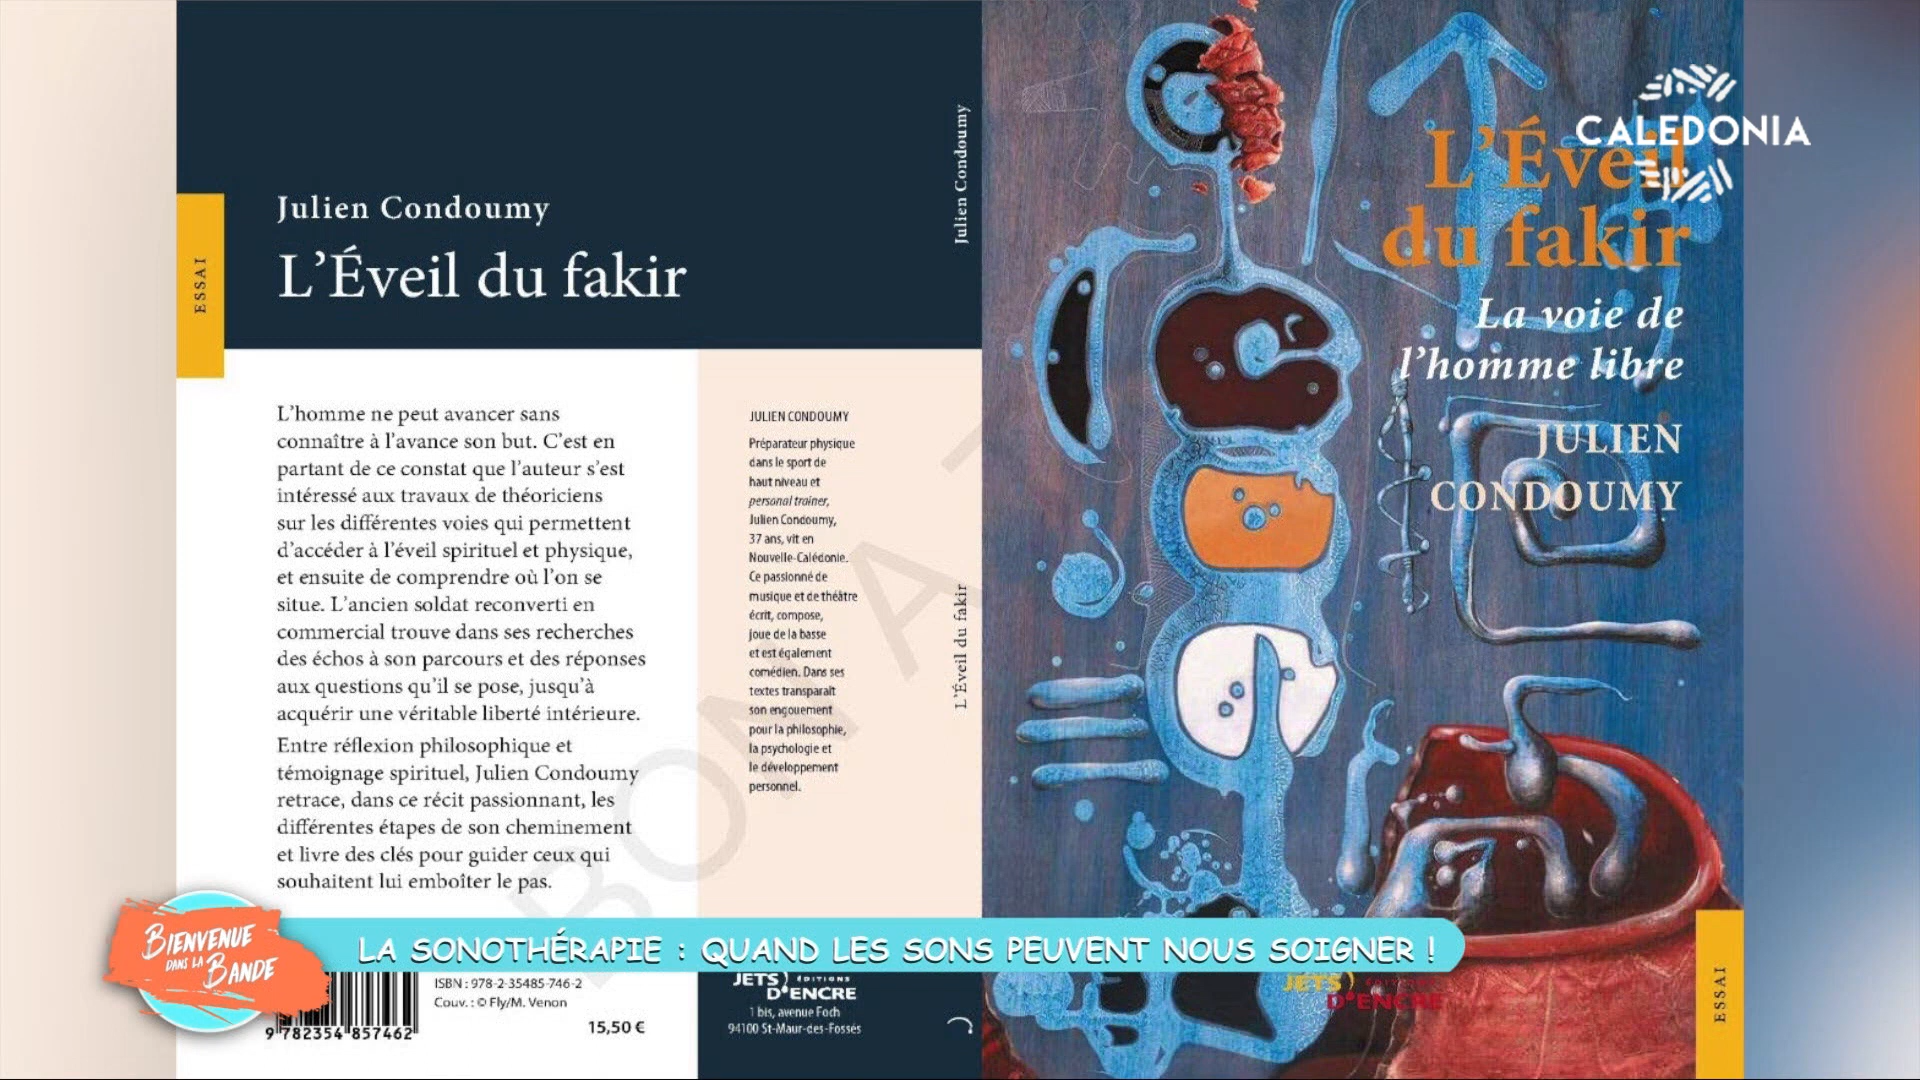 Julien Condoumy
L'Éveil du fakir
ESSAI
L'homme ne peut avancer sans
connaître à l'avance son but. C'est en
partant de ce constat que l'auteur s'est
intéressé aux travaux de théoriciens
sur les différentes voies qui permettent
d'accéder à l'éveil spirituel et physique,
et ensuite de comprendre où l'on se
situe. L'ancien soldat reconverti en
commercial trouve dans ses recherches
des échos à son parcours et des réponses
aux questions qu'il se pose, jusqu'à
acquérir une véritable liberté intérieure.
Entre réflexion philosophique et
témoignage spirituel, Julien Condoumy
retrace, dans ce récit passionnant, les
différentes étapes de son cheminement
et livre des clés pour guider ceux qui
souhaitent lui emboîter le pas.
JULIEN CONDOUMY
Préparateur physique
dans le sport de
haut niveau et
personal trainer,
Julien Condoumy,
37 ans, vit en
Nouvelle-Calédonie.
Ce passionné de
musique et de théâtre
écrit, compose,
joue de la basse
et est également
comédien. Dans ses
textes transparaît
son engouement
pour la philosophie,
la psychologie et
le développement
personnel.
BON À T
ISBN : 978-2-35485-746-2
Couv. : © Fly/M. Venon
15,50 €
9 782354 857462
JETS ÉDITIONS
D'ENCRE
1 bis, avenue Foch
94100 St-Maur-des-Fossés
Julien Condoumy
L'Éveil du fakir
CALEDONIA
L'Éveil
du fakir
La voie de
l'homme libre
JULIEN
CONDOUMY
JETS ÉDITIONS
D'ENCRE
ESSAI
BIENVENUE
DANS LA
BANDE
LA SONOTHÉRAPIE : QUAND LES SONS PEUVENT NOUS SOIGNER !